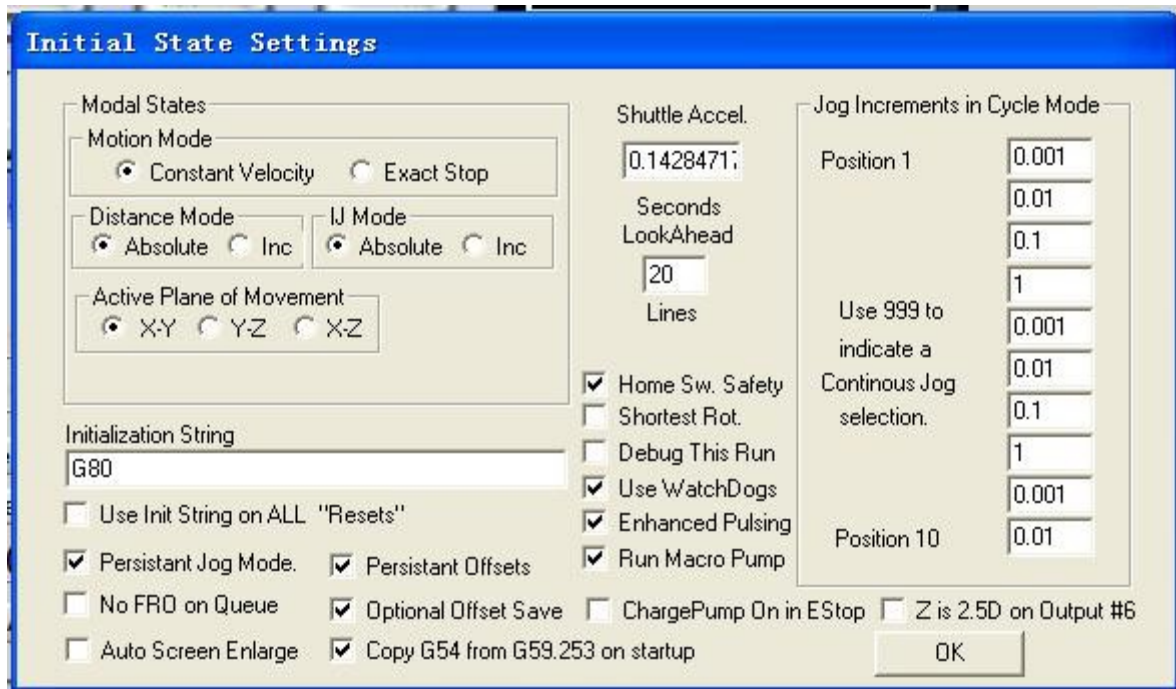 Initial State Settings
Modal States
Motion Mode
Constant Velocity Exact Stop
Distance Mode
Absolute Inc
IJ Mode
Absolute Inc
Active Plane of Movement
X-Y Y-Z X-Z
Initialization String
G80
Use Init String on ALL "Resets"
Persistant Jog Mode.
No FRO on Queue
Auto Screen Enlarge
Persistant Offsets
Optional Offset Save
Copy G54 from G59.253 on startup
Shuttle Accel.
0.14284717
Seconds
LookAhead
20
Lines
Home Sw. Safety
Shortest Rot.
Debug This Run
Use WatchDogs
Enhanced Pulsing
Run Macro Pump
ChargePump On in EStop
Z is 2.5D on Output #6
Jog Increments in Cycle Mode
Position 1
0.001
0.01
0.1
1
0.001
0.01
0.1
1
0.001
0.01
Use 999 to
indicate a
Continous Jog
selection.
Position 10
OK